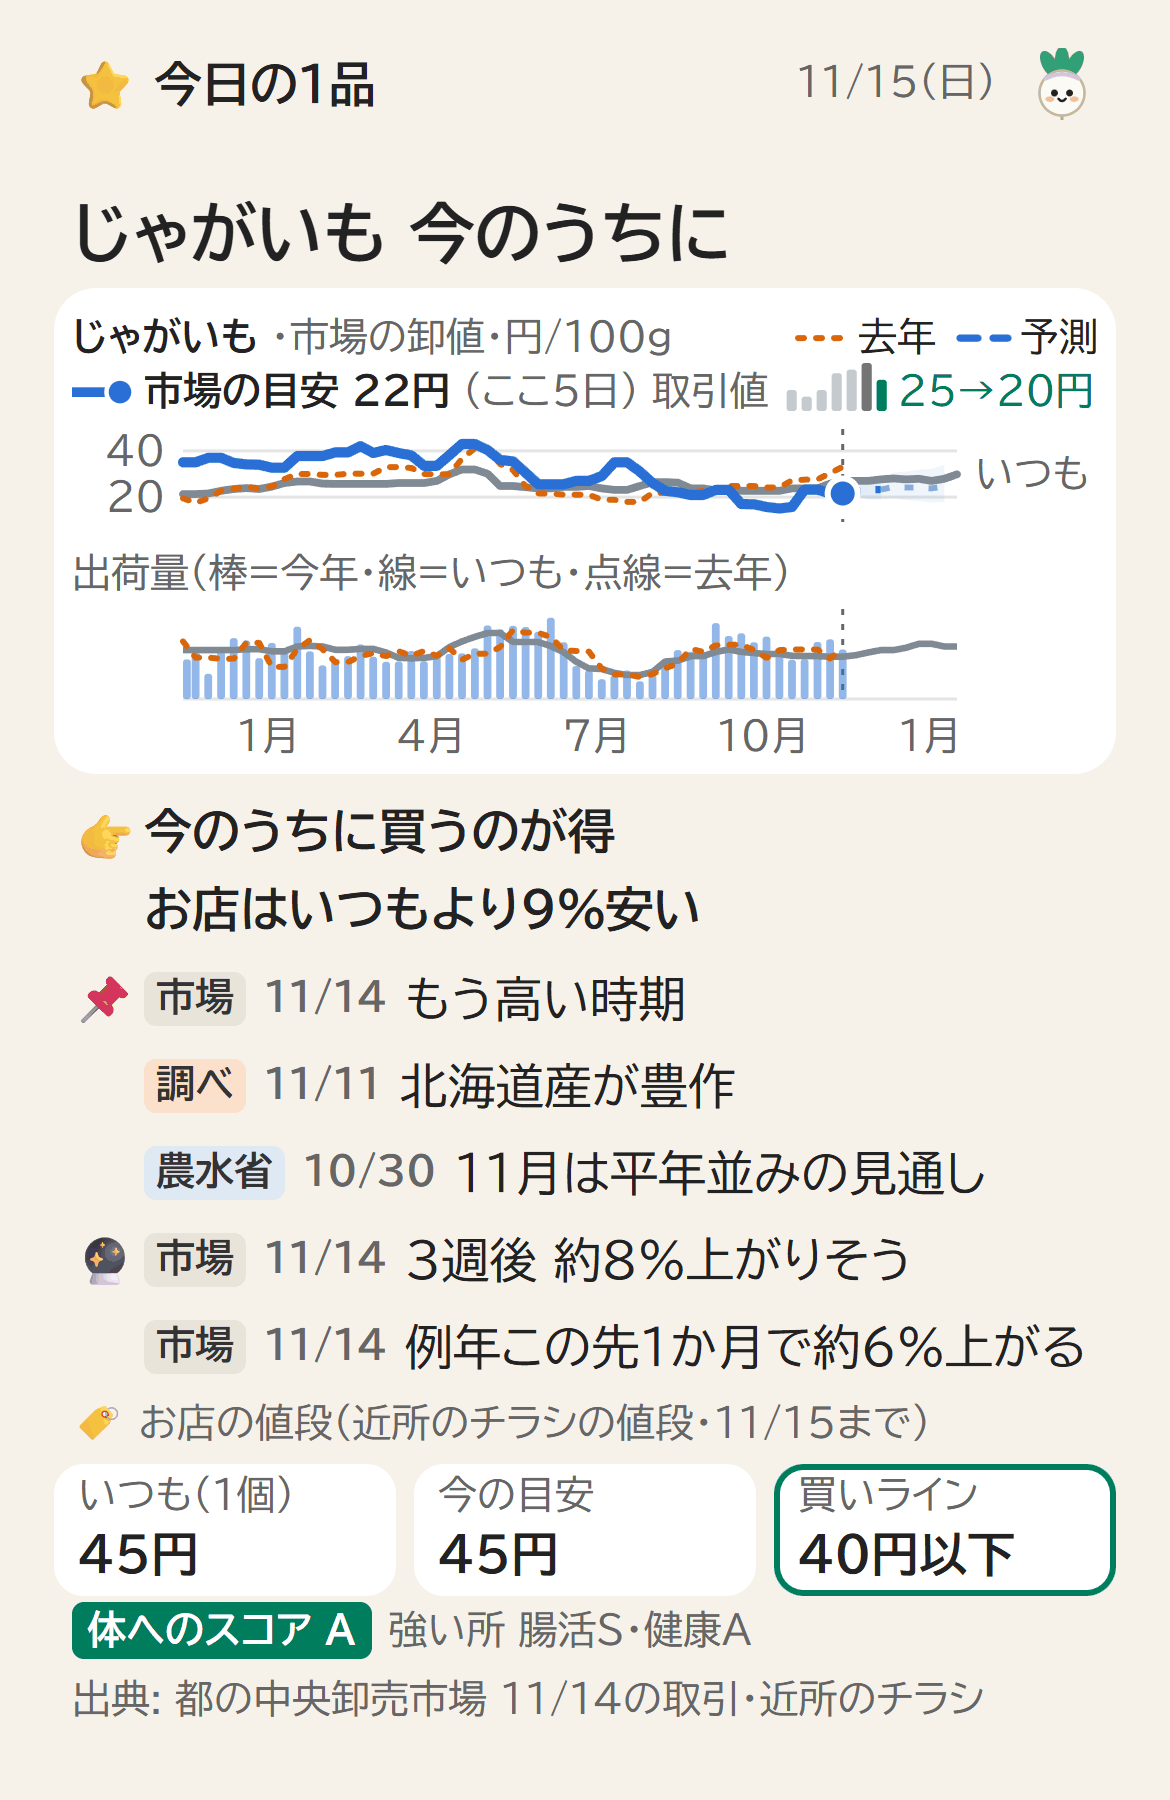 今日の1品
11/15(日)
じゃがいも 今のうちに
じゃがいも ・市場の卸値・円/100g
去年 予測
市場の目安 22円 (ここ5日) 取引値 25→20円
40
20
いつも
出荷量(棒=今年・線=いつも・点線=去年)
1月 4月 7月 10月 1月
今のうちに買うのが得
お店はいつもより9%安い
市場 11/14 もう高い時期
調べ 11/11 北海道産が豊作
農水省 10/30 11月は平年並みの見通し
市場 11/14 3週後 約8%上がりそう
市場 11/14 例年この先1か月で約6%上がる
お店の値段(近所のチラシの値段・11/15まで)
いつも(1個)
45円
今の目安
45円
買いライン
40円以下
体へのスコア A 強い所 腸活S・健康A
出典: 都の中央卸売市場 11/14の取引・近所のチラシ